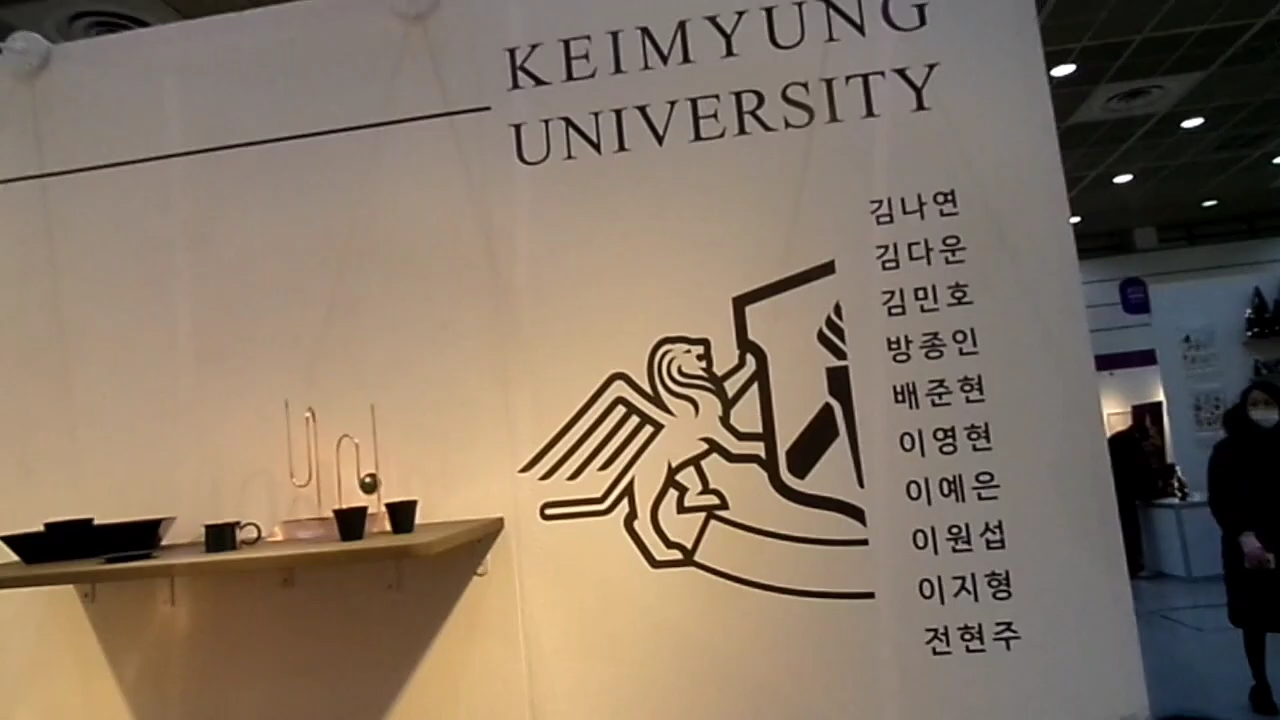 KEIMYUNG
UNIVERSITY
김나연
김다운
김민호
방종인
배준현
이영현
이예은
이원섭
이지형
전현주